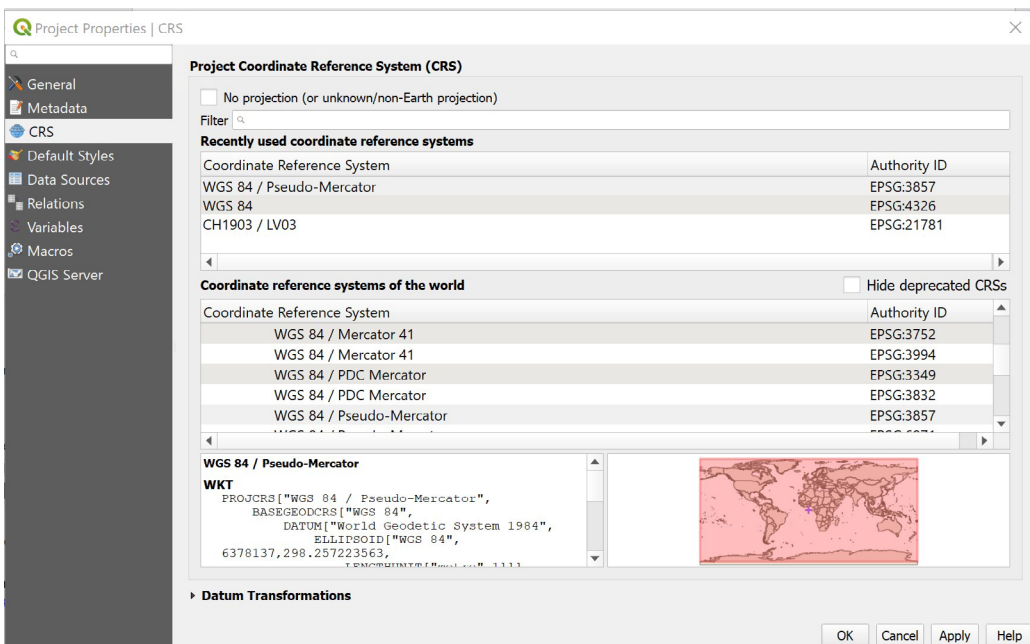 Project Properties | CRS
General
Metadata
CRS
Default Styles
Data Sources
Relations
Variables
Macros
QGIS Server
Project Coordinate Reference System (CRS)
No projection (or unknown/non-Earth projection)
Filter
Recently used coordinate reference systems
Coordinate Reference System Authority ID
WGS 84 / Pseudo-Mercator EPSG:3857
WGS 84 EPSG:4326
CH1903 / LV03 EPSG:21781
Coordinate reference systems of the world Hide deprecated CRSs
Coordinate Reference System Authority ID
WGS 84 / Mercator 41 EPSG:3752
WGS 84 / Mercator 41 EPSG:3994
WGS 84 / PDC Mercator EPSG:3349
WGS 84 / PDC Mercator EPSG:3832
WGS 84 / Pseudo-Mercator EPSG:3857
WGS 84 / Pseudo-Mercator
WKT
PROJCRS["WGS 84 / Pseudo-Mercator",
BASEGEODCRS["WGS 84",
DATUM["World Geodetic System 1984",
ELLIPSOID["WGS 84",
6378137,298.257223563,
LENGTHUNIT["metre",1]]],
Datum Transformations
OK Cancel Apply Help